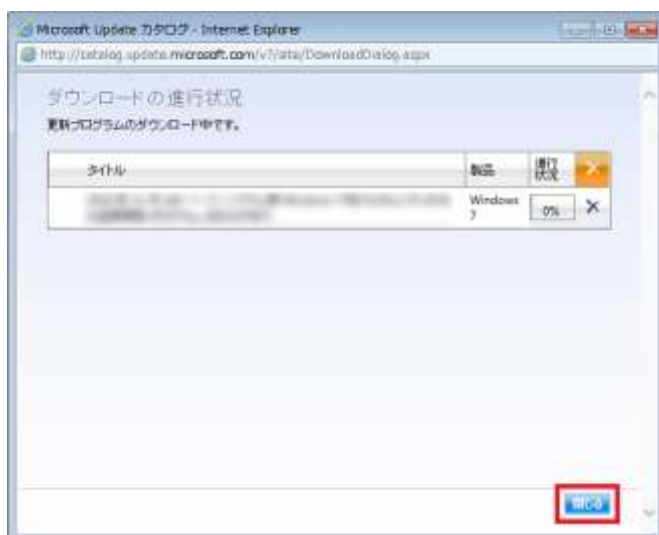 Microsoft Update カタログ - Internet Explorer
http://catalog.update.microsoft.com/v7/site/DownloadDialog.aspx
ダウンロードの進行状況
更新プログラムのダウンロード中です。
タイトル 製品 進行状況
Windows 7 0%
閉じる